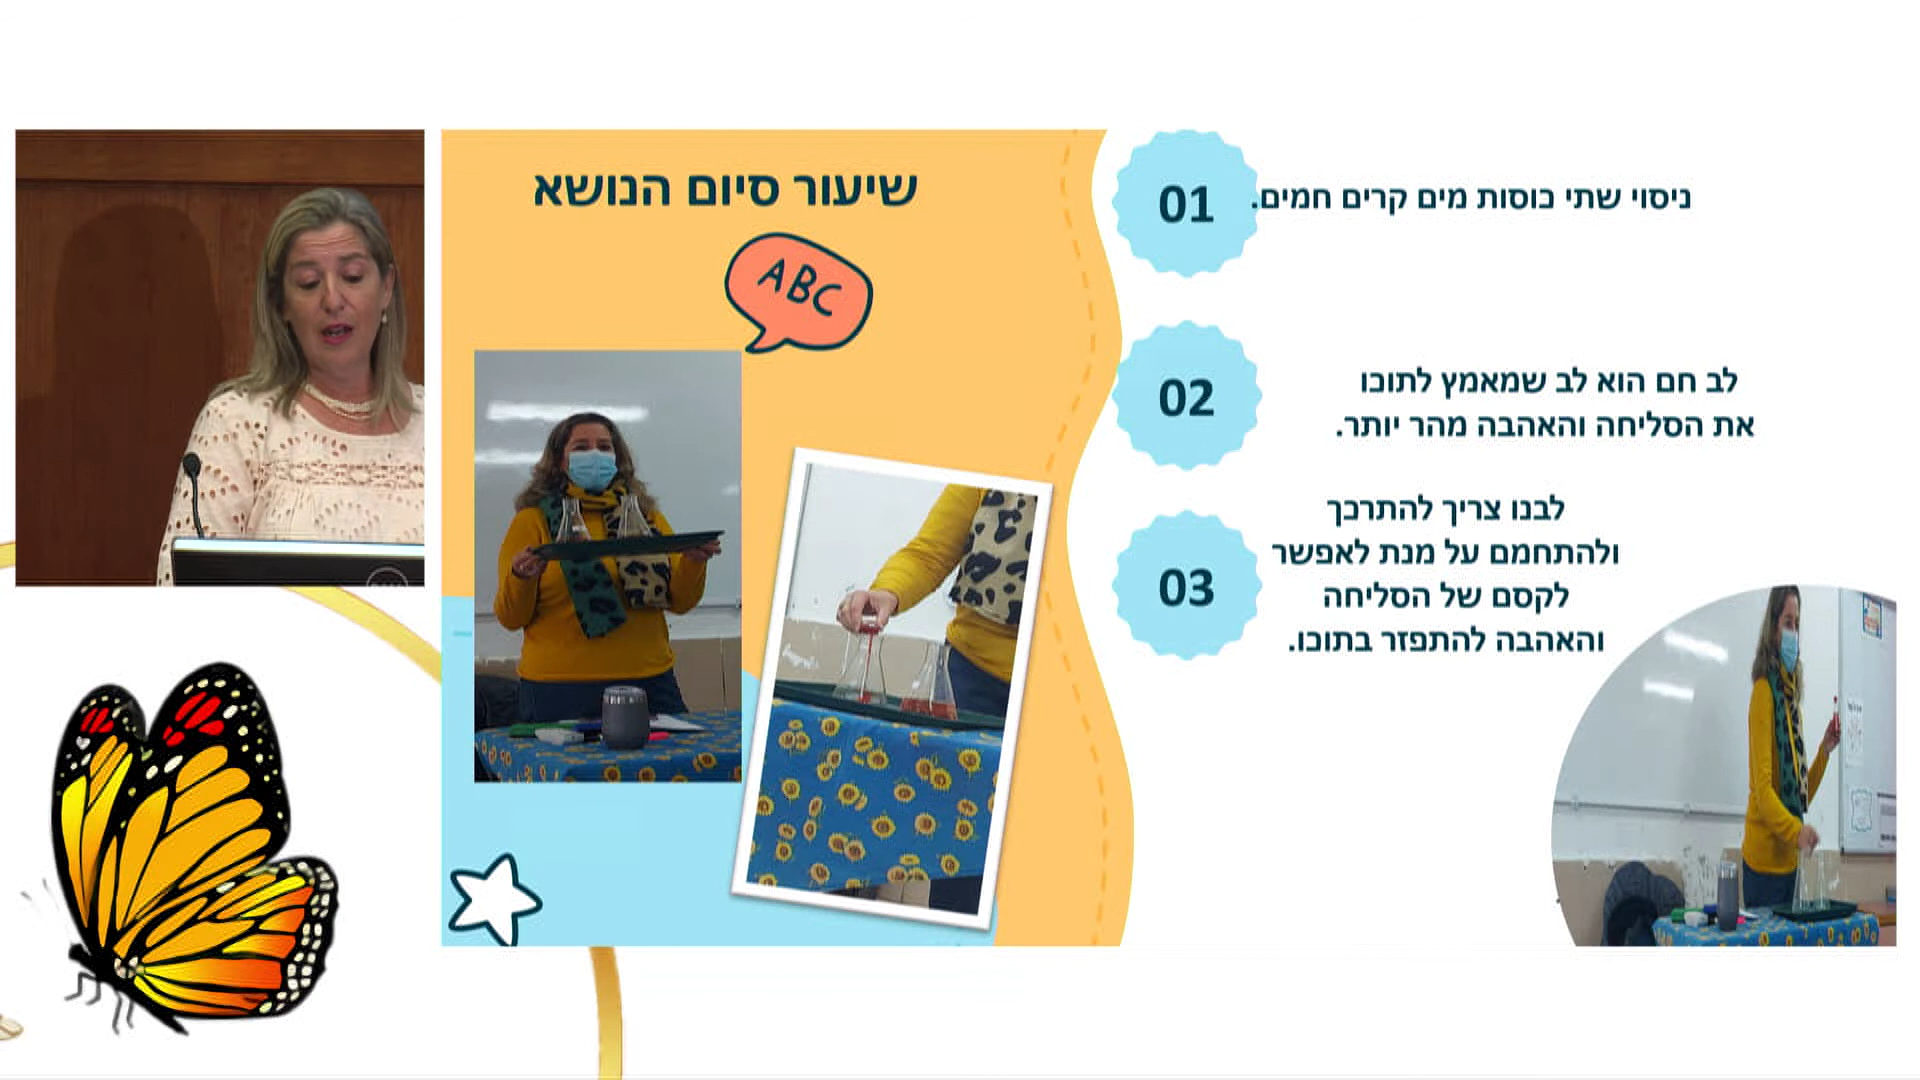 שיעור סיום הנושא
ABC
01
ניסוי שתי כוסות מים קרים חמים.
02
לב חם הוא לב שמאמץ לתוכו
את הסליחה והאהבה מהר יותר.
03
לבנו צריך להתרכך
ולהתחמם על מנת לאפשר
לקסם של הסליחה
והאהבה להתפזר בתוכו.